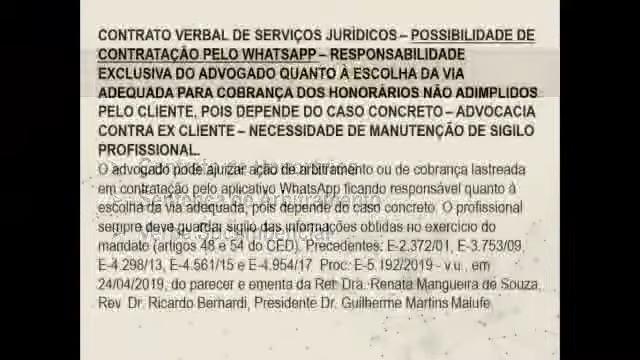 CONTRATO VERBAL DE SERVIÇOS JURÍDICOS – POSSIBILIDADE DE
CONTRATAÇÃO PELO WHATSAPP – RESPONSABILIDADE
EXCLUSIVA DO ADVOGADO QUANTO À ESCOLHA DA VIA
ADEQUADA PARA COBRANÇA DOS HONORÁRIOS NÃO ADIMPLIDOS
PELO CLIENTE, POIS DEPENDE DO CASO CONCRETO – ADVOCACIA
CONTRA EX CLIENTE – NECESSIDADE DE MANUTENÇÃO DE SIGILO
PROFISSIONAL.
O advogado pode ajuizar ação de arbitramento ou de cobrança lastreada
em contratação pelo aplicativo WhatsApp ficando responsável quanto à
escolha da via adequada, pois depende do caso concreto. O profissional
sempre deve guardar sigilo das informações obtidas no exercício do
mandato (artigos 48 e 54 do CED). Precedentes: E-2.372/01, E-3.753/09,
E-4.298/13, E-4.561/15 e E-4.954/17 Proc: E-5.192/2019 - v.u., em
24/04/2019, do parecer e ementa da Rel. Dra. Renata Mangueira de Souza,
Rev. Dr. Ricardo Bernardi, Presidente Dr. Guilherme Martins Malufe